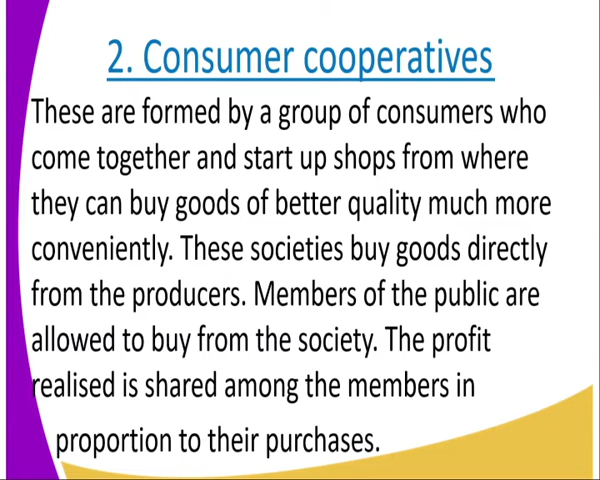 2. Consumer cooperatives
These are formed by a group of consumers who
come together and start up shops from where
they can buy goods of better quality much more
conveniently. These societies buy goods directly
from the producers. Members of the public are
allowed to buy from the society. The profit
realised is shared among the members in
proportion to their purchases.